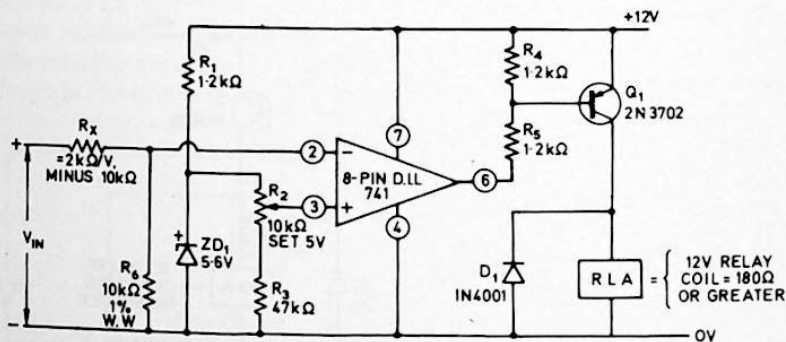 +12V
R1
1·2kΩ
R4
1·2kΩ
Q1
2N3702
RX
=2kΩ/V.
MINUS 10kΩ
+
2
−
7
8-PIN D.I.L
741
6
R5
1·2kΩ
R2
10kΩ
SET 5V
3
+
4
VIN
+
ZD1
5·6V
R6
10kΩ
1%
W.W
R3
47kΩ
D1
IN4001
RLA
=
12V RELAY
COIL = 180Ω
OR GREATER
−
0V